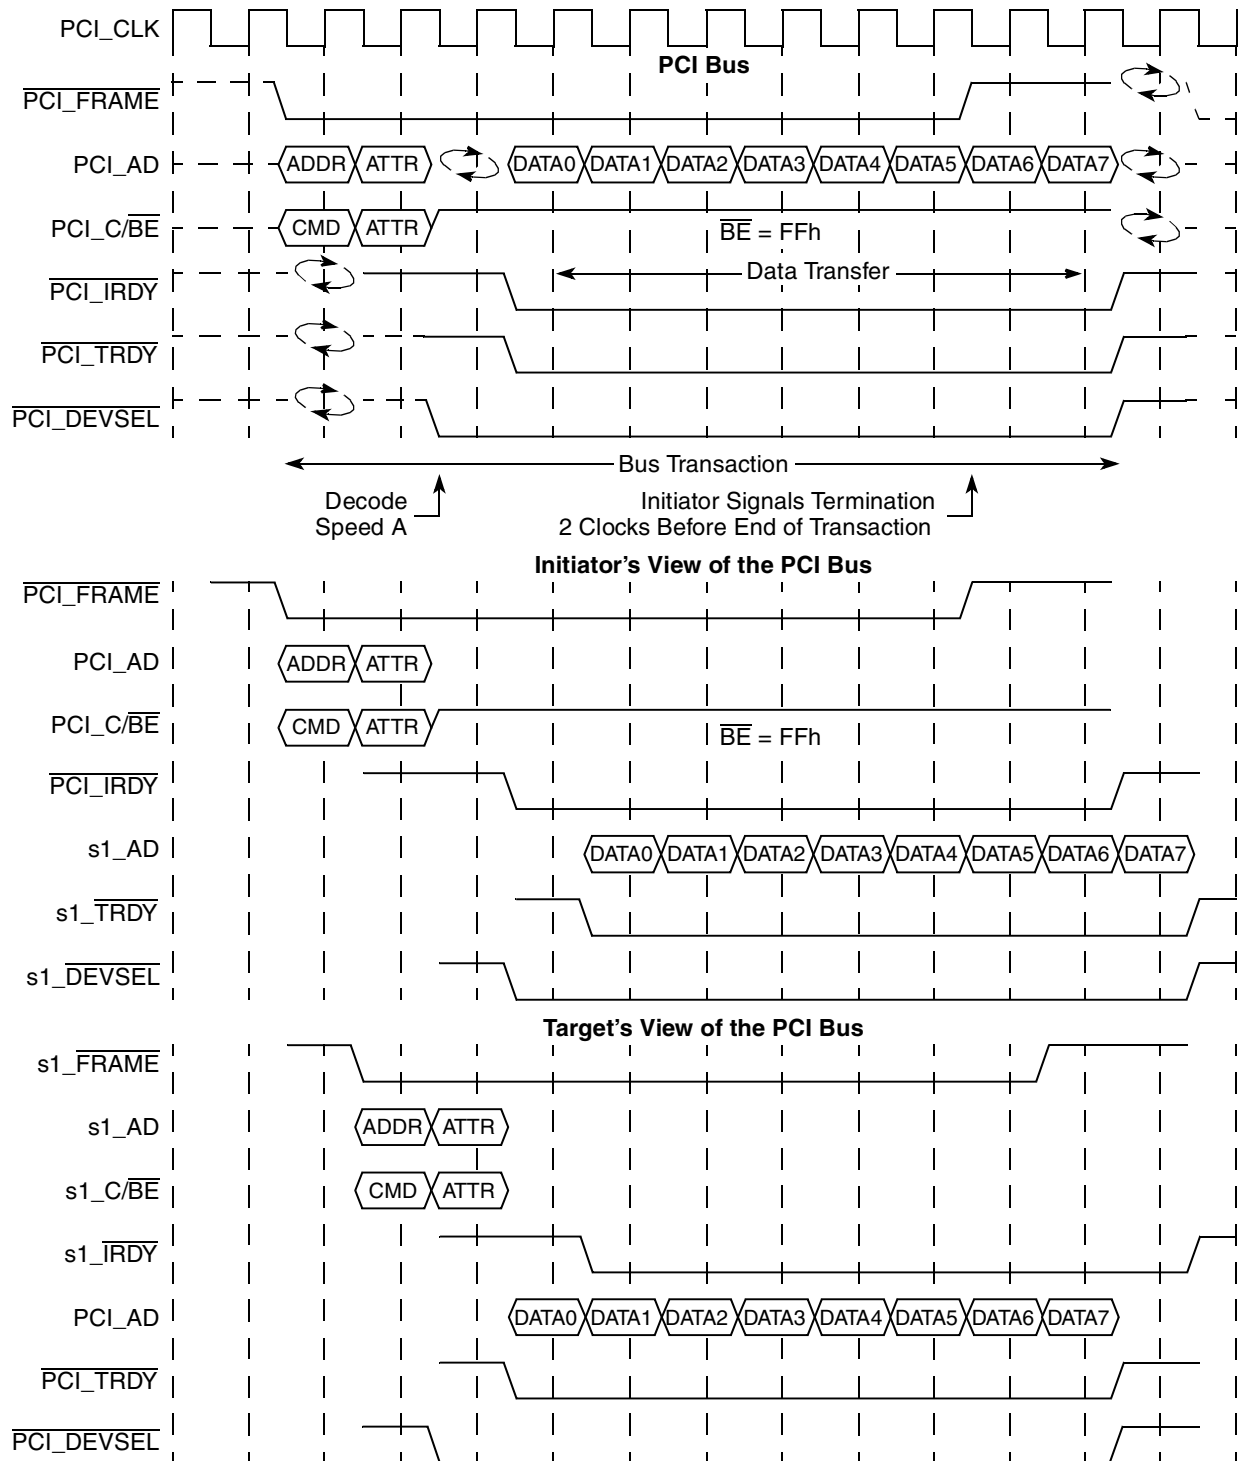 PCI_CLK
PCI Bus
PCI_FRAME
PCI_AD ADDR ATTR DATA0 DATA1 DATA2 DATA3 DATA4 DATA5 DATA6 DATA7
PCI_C/BE CMD ATTR BE = FFh
PCI_IRDY Data Transfer
PCI_TRDY
PCI_DEVSEL
Bus Transaction
Decode Speed A
Initiator Signals Termination
2 Clocks Before End of Transaction
Initiator's View of the PCI Bus
PCI_FRAME
PCI_AD ADDR ATTR
PCI_C/BE CMD ATTR BE = FFh
PCI_IRDY
s1_AD DATA0 DATA1 DATA2 DATA3 DATA4 DATA5 DATA6 DATA7
s1_TRDY
s1_DEVSEL
Target's View of the PCI Bus
s1_FRAME
s1_AD ADDR ATTR
s1_C/BE CMD ATTR
s1_IRDY
PCI_AD DATA0 DATA1 DATA2 DATA3 DATA4 DATA5 DATA6 DATA7
PCI_TRDY
PCI_DEVSEL